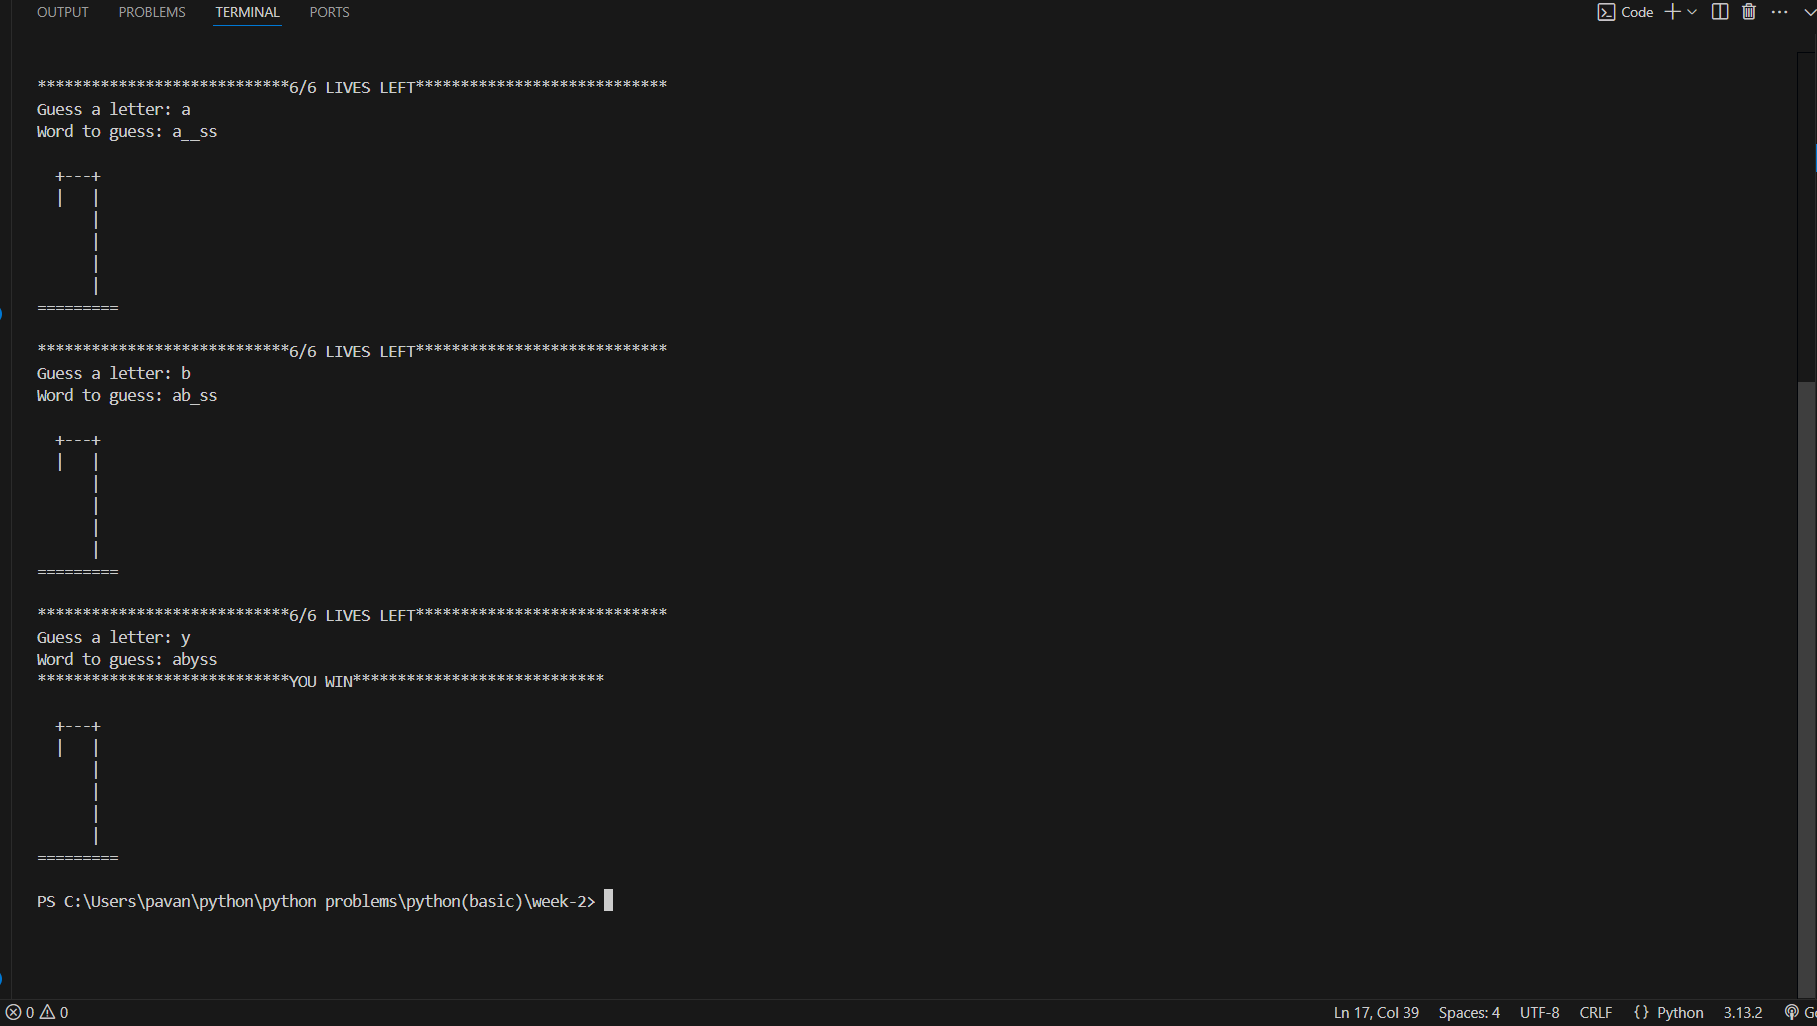 OUTPUT PROBLEMS TERMINAL PORTS Code
****************************6/6 LIVES LEFT****************************
Guess a letter: a
Word to guess: a__ss
  +---+
  |   |
      |
      |
      |
      |
=========
****************************6/6 LIVES LEFT****************************
Guess a letter: b
Word to guess: ab_ss
  +---+
  |   |
      |
      |
      |
      |
=========
****************************6/6 LIVES LEFT****************************
Guess a letter: y
Word to guess: abyss
****************************YOU WIN****************************
  +---+
  |   |
      |
      |
      |
      |
=========
PS C:\Users\pavan\python\python problems\python(basic)\week-2>
0 0 Ln 17, Col 39 Spaces: 4 UTF-8 CRLF {} Python 3.13.2